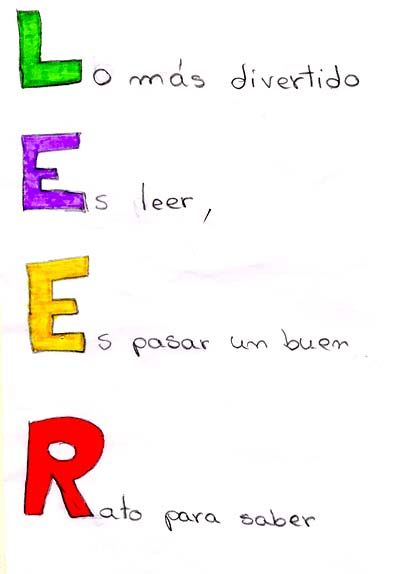 Lo más divertido
Es leer,
Es pasar un buen
Rato para saber